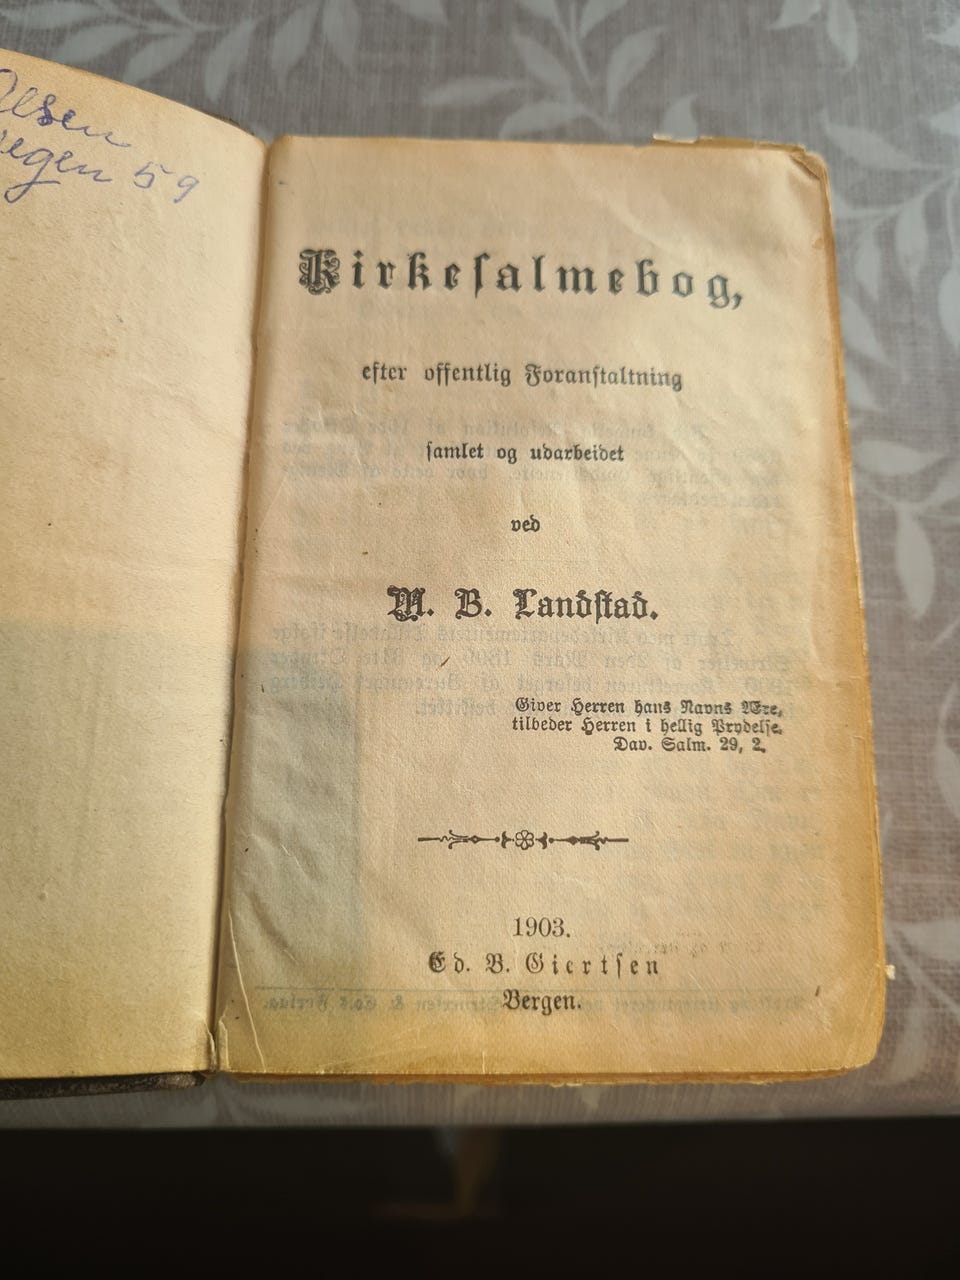 Olsen
vegen 59
Kirkesalmebog,
efter offentlig Foranstaltning
samlet og udarbeidet
ved
M. B. Landstad.
Giver Herren hans Navns Ære,
tilbeder Herren i hellig Prydelse.
Dav. Salm. 29, 2.
1903.
Ed. B. Giertsen
Bergen.